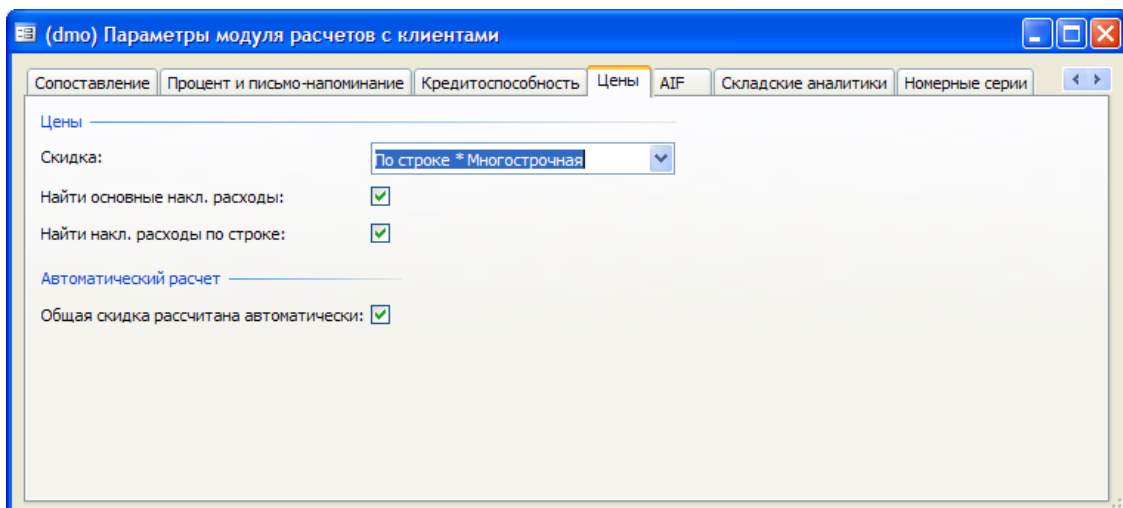 (dmo) Параметры модуля расчетов с клиентами
Сопоставление Процент и письмо-напоминание Кредитоспособность Цены AIF Складские аналитики Номерные серии
Цены
Скидка: По строке * Многострочная
Найти основные накл. расходы:
Найти накл. расходы по строке:
Автоматический расчет
Общая скидка рассчитана автоматически: